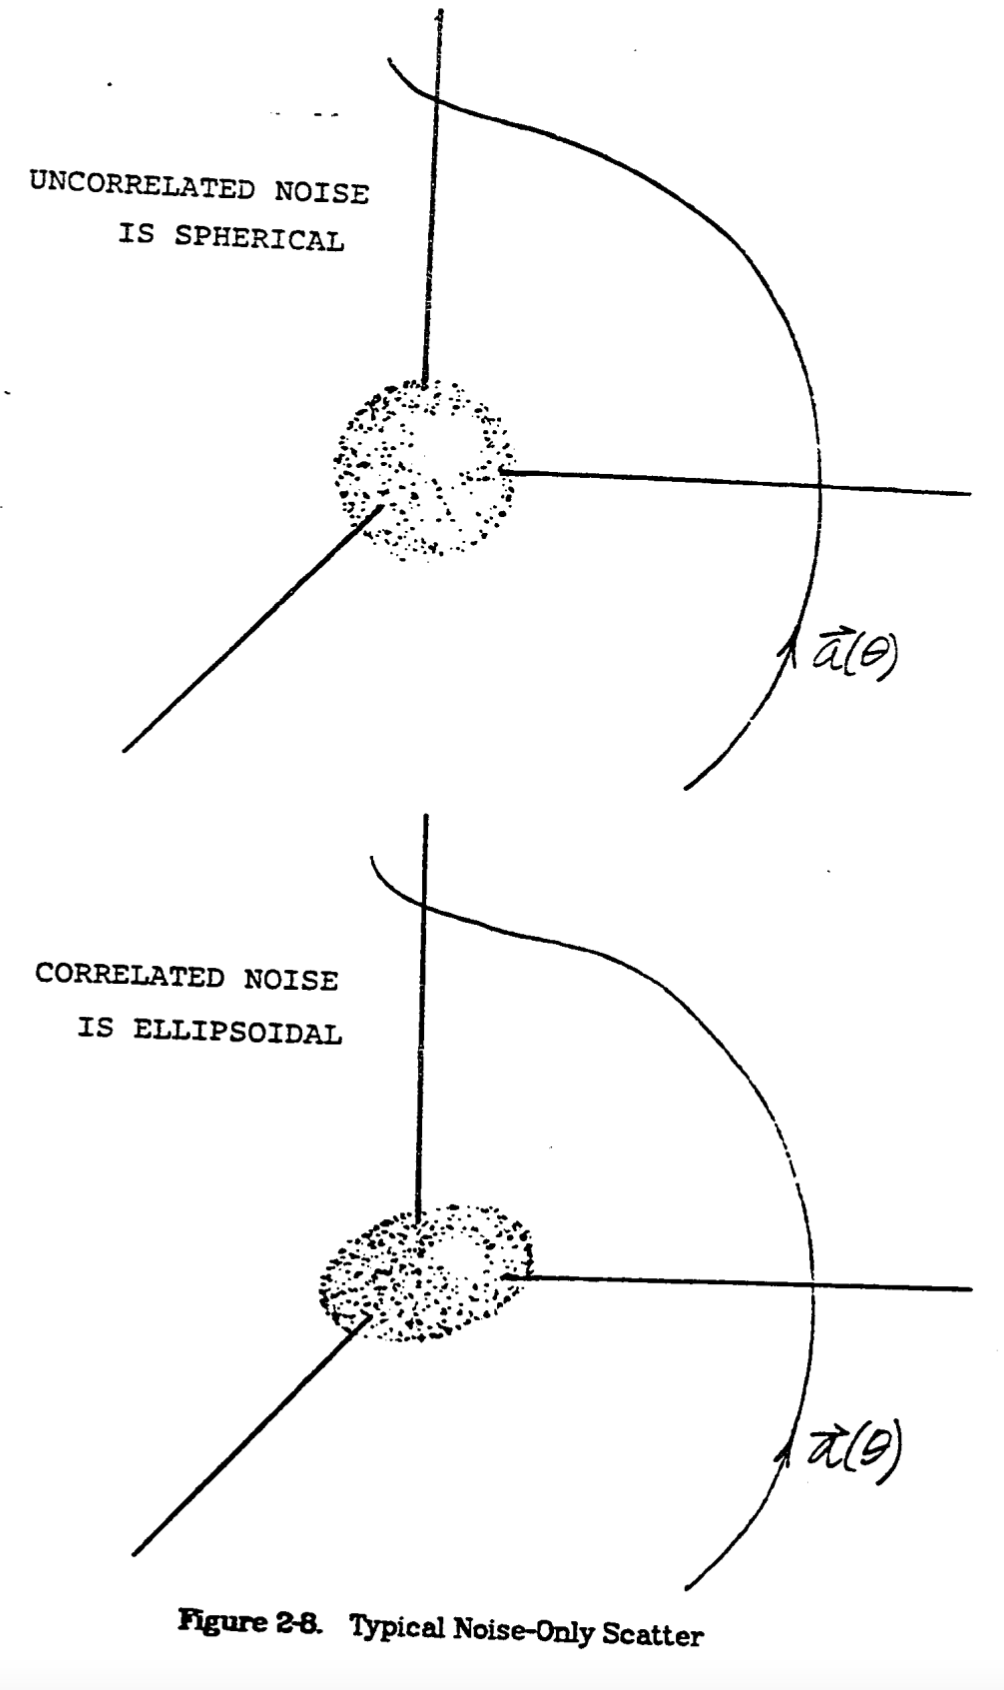 UNCORRELATED NOISE
IS SPHERICAL
a⃗(θ)
CORRELATED NOISE
IS ELLIPSOIDAL
a⃗(θ)
Figure 2-8. Typical Noise-Only Scatter